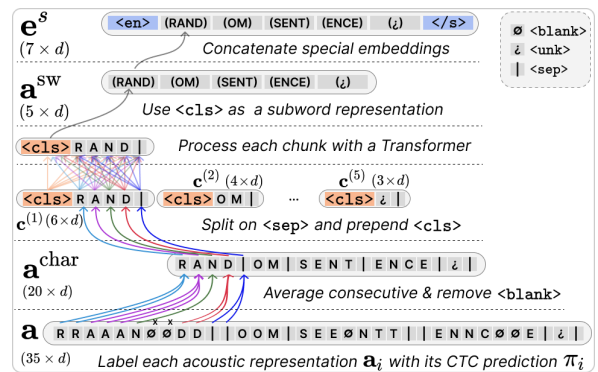 e^s <en> (RAND) (OM) (SENT) (ENCE) (¿) </s>
(7 × d) Concatenate special embeddings
ø <blank>
¿ <unk>
| <sep>
a^sw (RAND) (OM) (SENT) (ENCE) (¿)
(5 × d) Use <cls> as a subword representation
<cls> R A N D | Process each chunk with a Transformer
c^(2) (4×d) c^(5) (3×d)
<cls> R A N D | <cls> O M | ... <cls> ¿ |
c^(1) (6×d) Split on <sep> and prepend <cls>
a^char R A N D | O M | S E N T | E N C E | ¿ |
(20 × d) Average consecutive & remove <blank>
x x
a R R A A A N Ø Ø D D | | O O M | S E E Ø N T T | | E N N C Ø Ø E | ¿ |
(35 × d) Label each acoustic representation a_i with its CTC prediction π_i